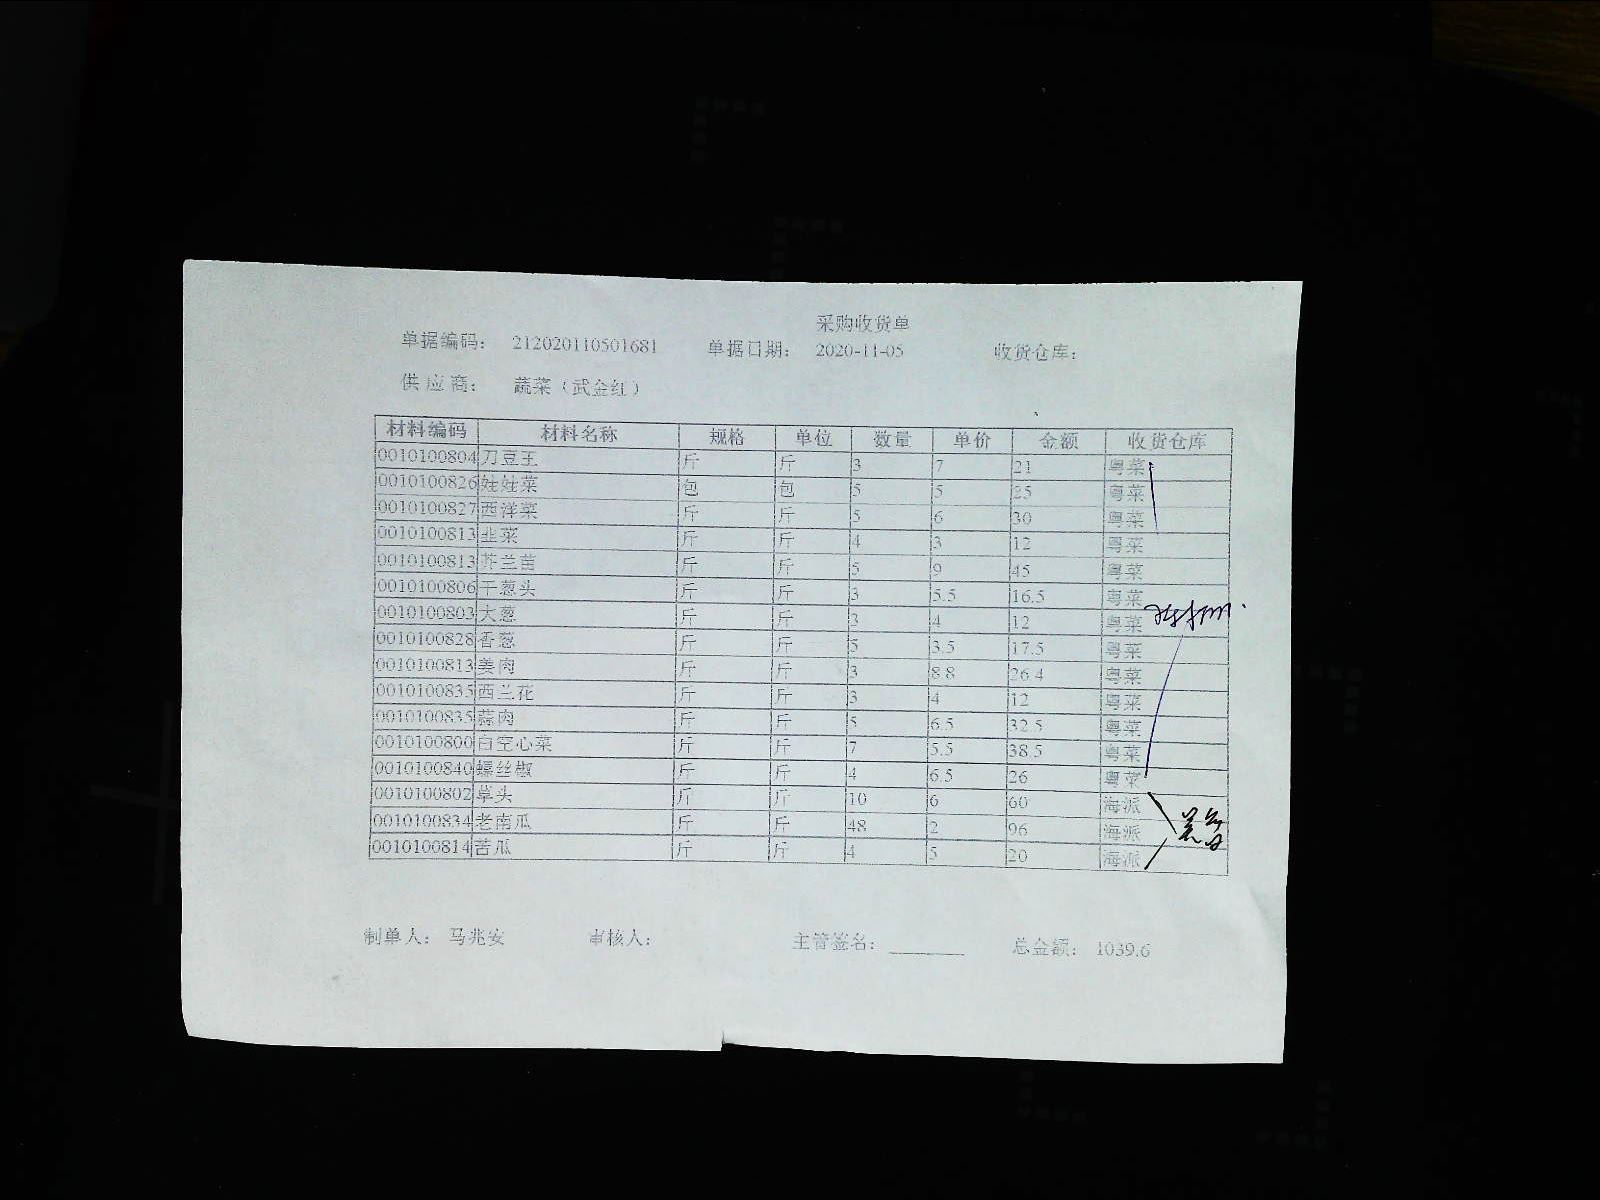 采购收货单
单据编码： 212020110501681 单据日期： 2020-11-05 收货仓库：
供 应 商： 蔬菜（武金红）
材料编码 材料名称 规格 单位 数量 单价 金额 收货仓库
0010100804 刀豆王 斤 斤 3 7 21 粤菜
0010100826 娃娃菜 包 包 5 5 25 粤菜
0010100827 西洋菜 斤 斤 5 6 30 粤菜
0010100813 韭菜 斤 斤 4 3 12 粤菜
0010100813 芥兰苗 斤 斤 5 9 45 粤菜
0010100806 干葱头 斤 斤 3 5.5 16.5 粤菜
0010100803 大葱 斤 斤 3 4 12 粤菜
0010100828 香葱 斤 斤 5 3.5 17.5 粤菜
0010100813 姜肉 斤 斤 3 8.8 26.4 粤菜
0010100835 西兰花 斤 斤 3 4 12 粤菜
0010100835 蒜肉 斤 斤 5 6.5 32.5 粤菜
0010100800 白空心菜 斤 斤 7 5.5 38.5 粤菜
0010100840 螺丝椒 斤 斤 4 6.5 26 粤菜
0010100802 草头 斤 斤 10 6 60 海派
0010100834 老南瓜 斤 斤 48 2 96 海派
0010100814 苦瓜 斤 斤 4 5 20 海派
制单人： 马兆安 审核人： 主管签名： 总金额： 1039.6